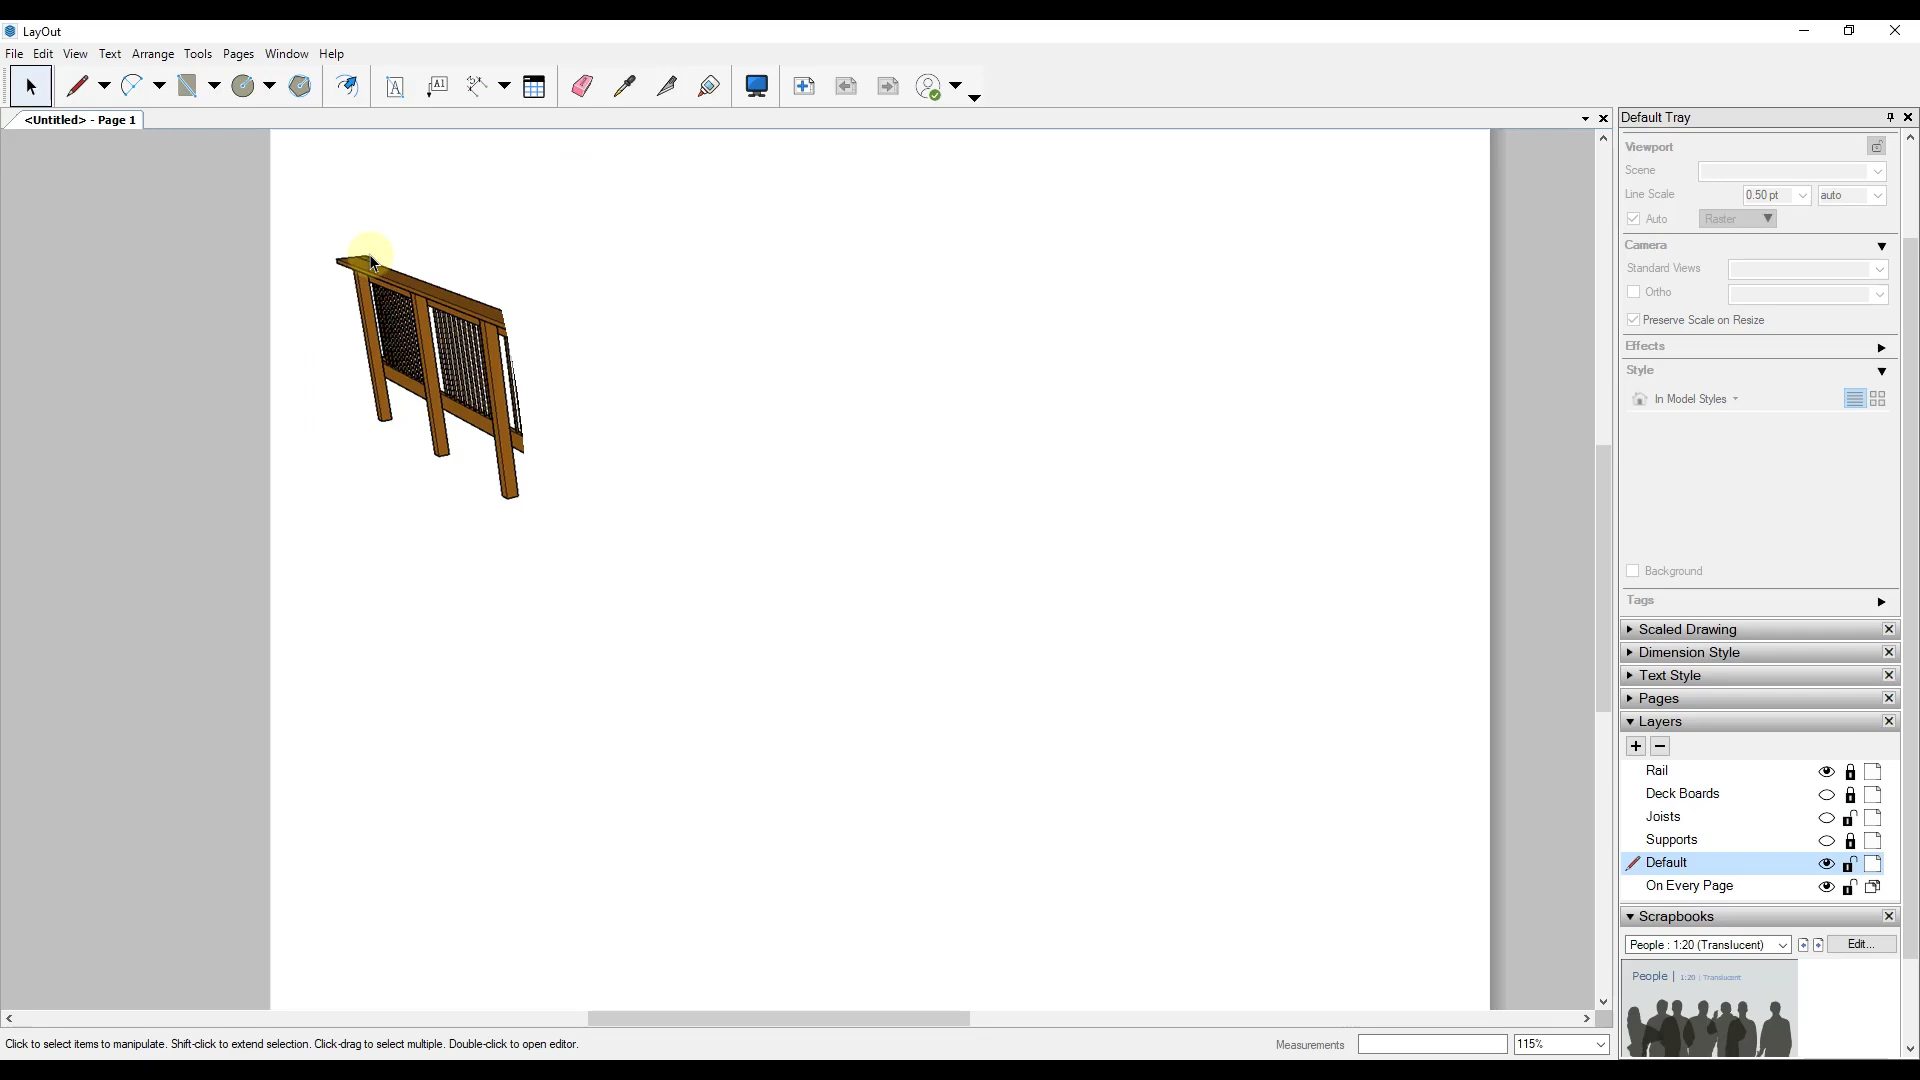 LayOut
File Edit View Text Arrange Tools Pages Window Help
A A1
<Untitled> - Page 1
Default Tray
Viewport
Scene
Line Scale 0.50 pt auto
Auto Raster
Camera
Standard Views
Ortho
Preserve Scale on Resize
Effects
Style
In Model Styles
Background
Tags
Scaled Drawing
Dimension Style
Text Style
Pages
Layers
Rail
Deck Boards
Joists
Supports
Default
On Every Page
Scrapbooks
People : 1:20 (Translucent) Edit...
People | 1:20 | Translucent
Click to select items to manipulate. Shift-click to extend selection. Click-drag to select multiple. Double-click to open editor. Measurements 115%